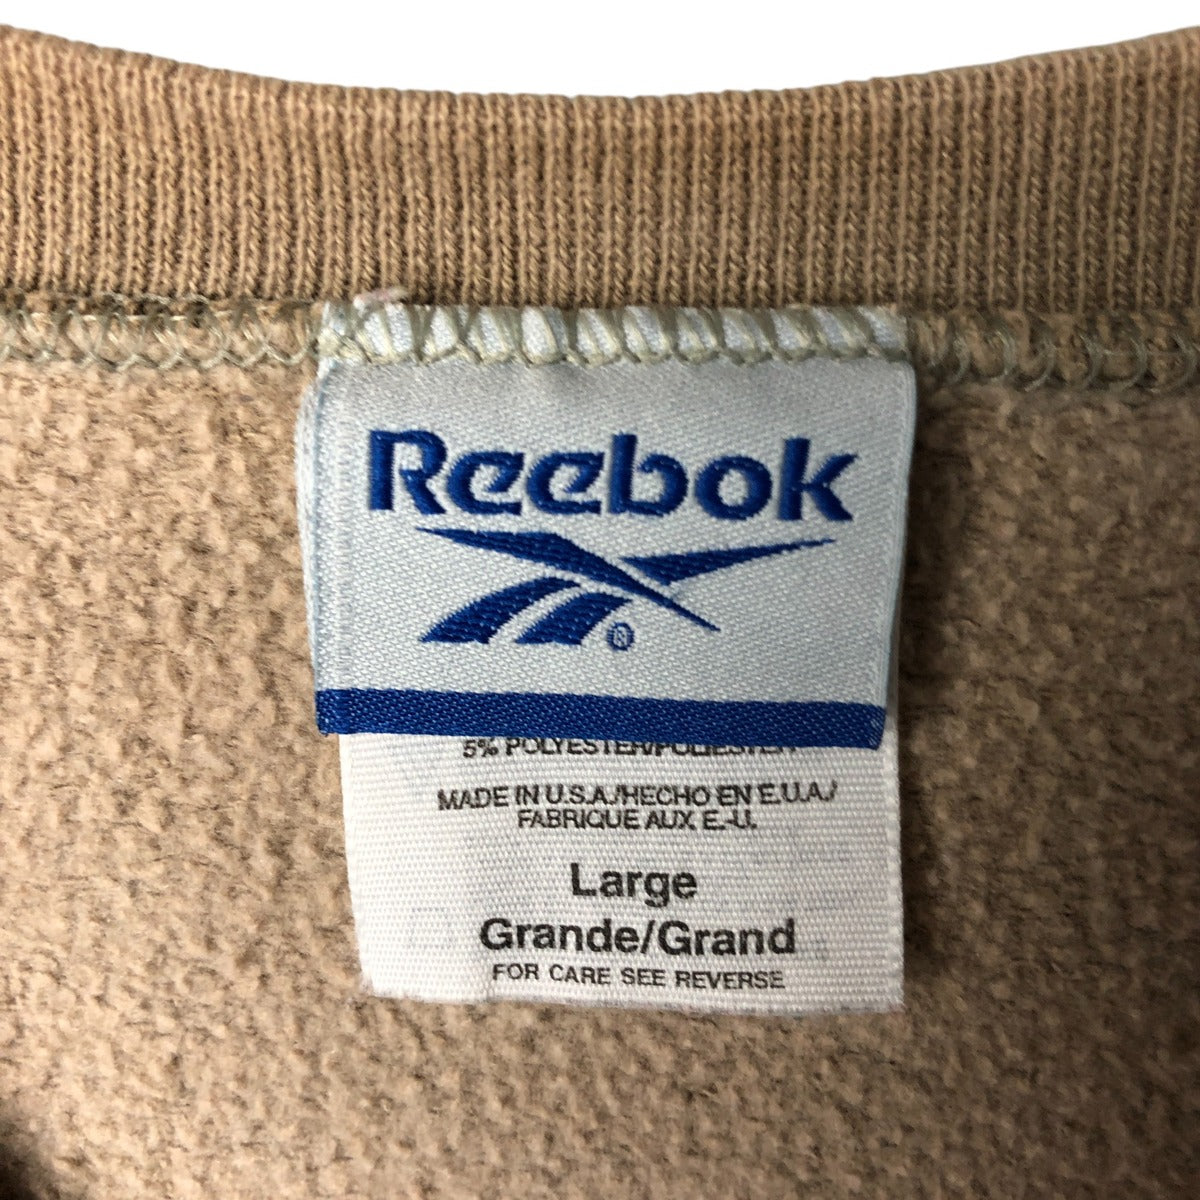 Reebok
®
5% POLYESTER/POLIESTER
MADE IN U.S.A./HECHO EN E.U.A./
FABRIQUE AUX E.-U.
Large
Grande/Grand
FOR CARE SEE REVERSE